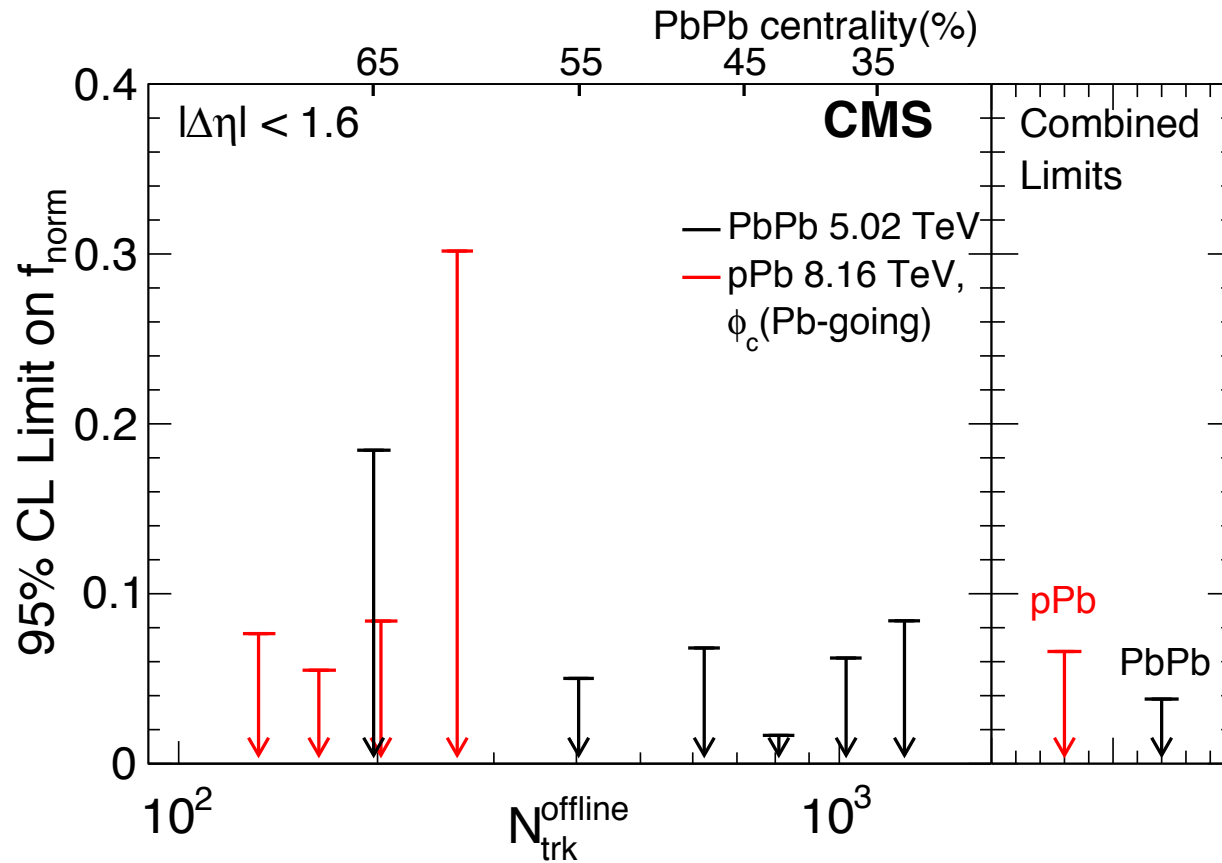 PbPb centrality(%)
65 55 45 35
0.4
|Δη| < 1.6
CMS
Combined
Limits
PbPb 5.02 TeV
pPb 8.16 TeV,
ϕc(Pb-going)
0.3
0.2
0.1
0
95% CL Limit on fnorm
pPb
PbPb
10² 10³
Nofflinetrk